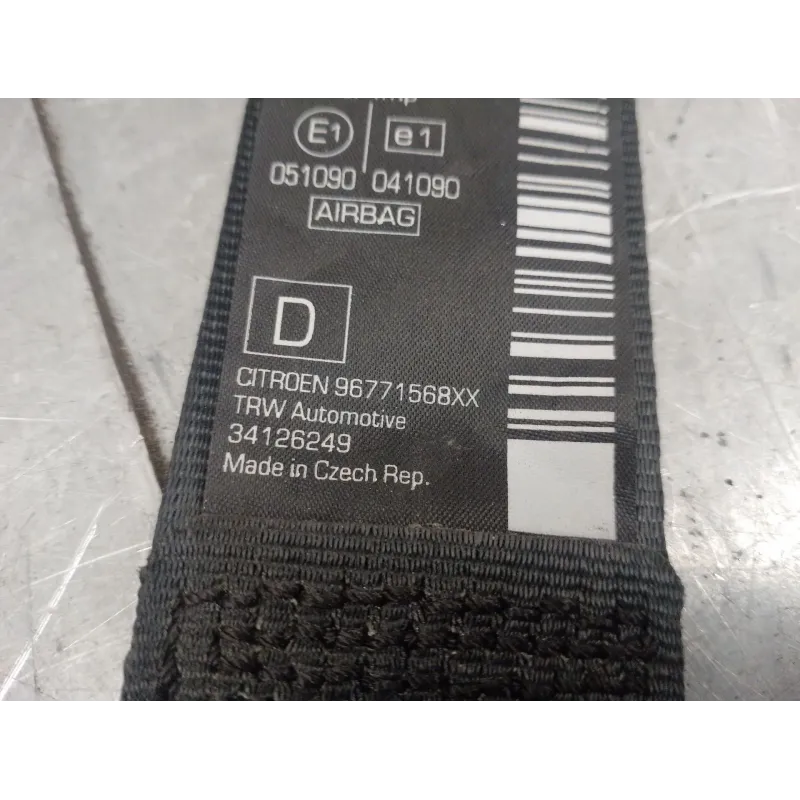 E1 e1
051090 041090
AIRBAG
D
CITROEN 96771568XX
TRW Automotive
34126249
Made in Czech Rep.